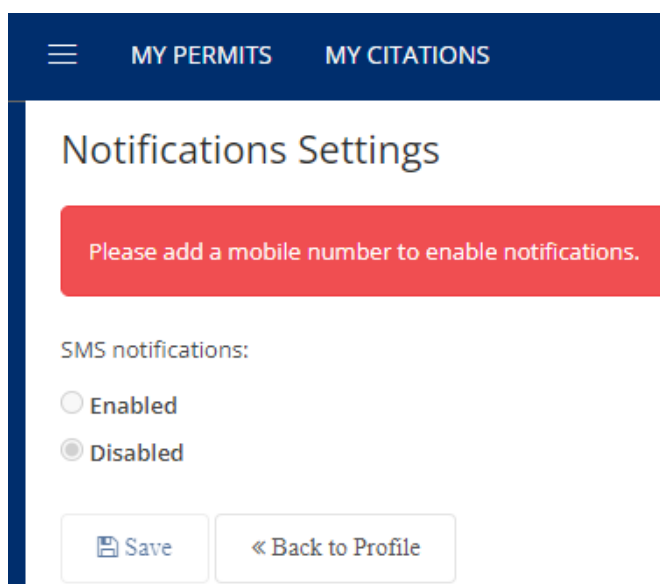 MY PERMITS MY CITATIONS
Notifications Settings
Please add a mobile number to enable notifications.
SMS notifications:
Enabled
Disabled
Save « Back to Profile